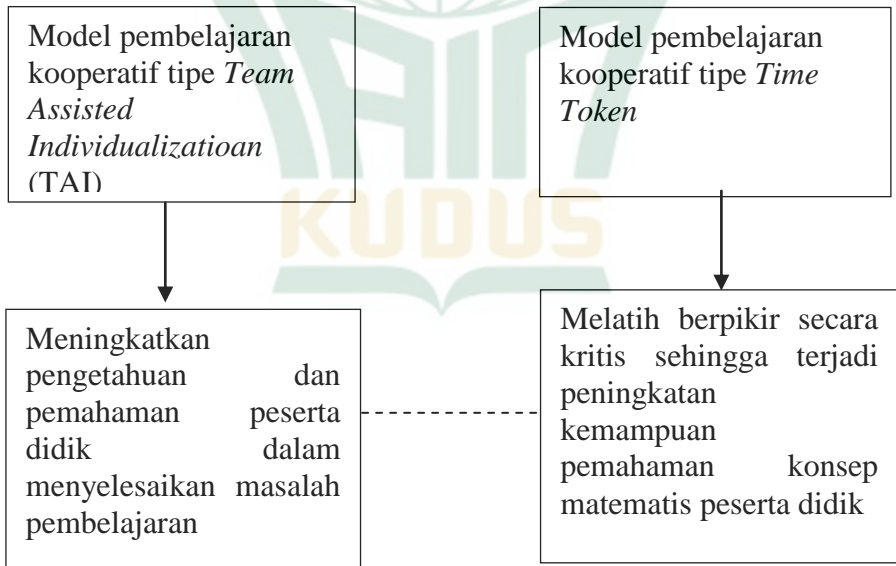 Model pembelajaran
kooperatif tipe Team
Assisted
Individualizatioan
(TAI)
Model pembelajaran
kooperatif tipe Time
Token
KUDUS
Meningkatkan
pengetahuan dan
pemahaman peserta
didik dalam
menyelesaikan masalah
pembelajaran
Melatih berpikir secara
kritis sehingga terjadi
peningkatan
kemampuan
pemahaman konsep
matematis peserta didik